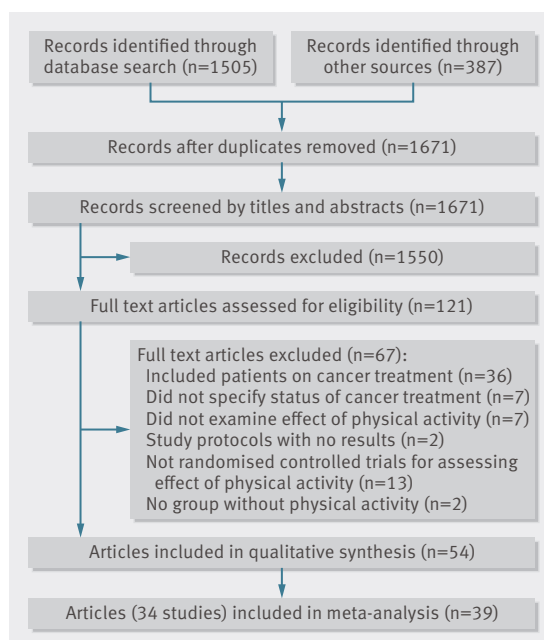 Records identified through
database search (n=1505)
Records identified through
other sources (n=387)
Records after duplicates removed (n=1671)
Records screened by titles and abstracts (n=1671)
Records excluded (n=1550)
Full text articles assessed for eligibility (n=121)
Full text articles excluded (n=67):
Included patients on cancer treatment (n=36)
Did not specify status of cancer treatment (n=7)
Did not examine effect of physical activity (n=7)
Study protocols with no results (n=2)
Not randomised controlled trials for assessing
effect of physical activity (n=13)
No group without physical activity (n=2)
Articles included in qualitative synthesis (n=54)
Articles (34 studies) included in meta-analysis (n=39)